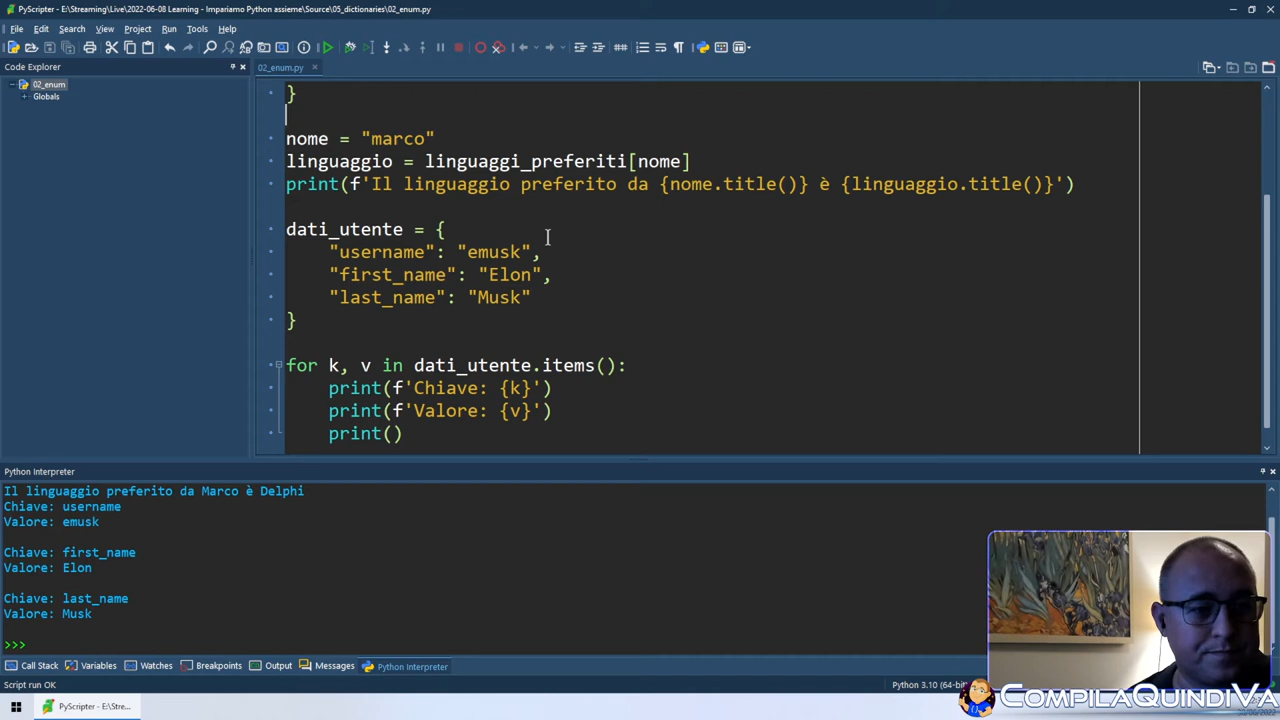 PyScripter - E:\Streaming\Live\2022-06-08 Learning - Impariamo Python assieme\Source\05_dictionaries\02_enum.py
File Edit Search View Project Run Tools Help
Code Explorer
02_enum.py
02_enum
Globals
}
nome = "marco"
linguaggio = linguaggi_preferiti[nome]
print(f'Il linguaggio preferito da {nome.title()} è {linguaggio.title()}')
dati_utente = {
"username": "emusk",
"first_name": "Elon",
"last_name": "Musk"
}
for k, v in dati_utente.items():
print(f'Chiave: {k}')
print(f'Valore: {v}')
print()
Python Interpreter
Il linguaggio preferito da Marco è Delphi
Chiave: username
Valore: emusk
Chiave: first_name
Valore: Elon
Chiave: last_name
Valore: Musk
>>>
Call Stack Variables Watches Breakpoints Output Messages Python Interpreter
Script run OK
Python 3.10 (64-bit)
PyScripter - E:\Stre...
COMPILAQUINDIVA